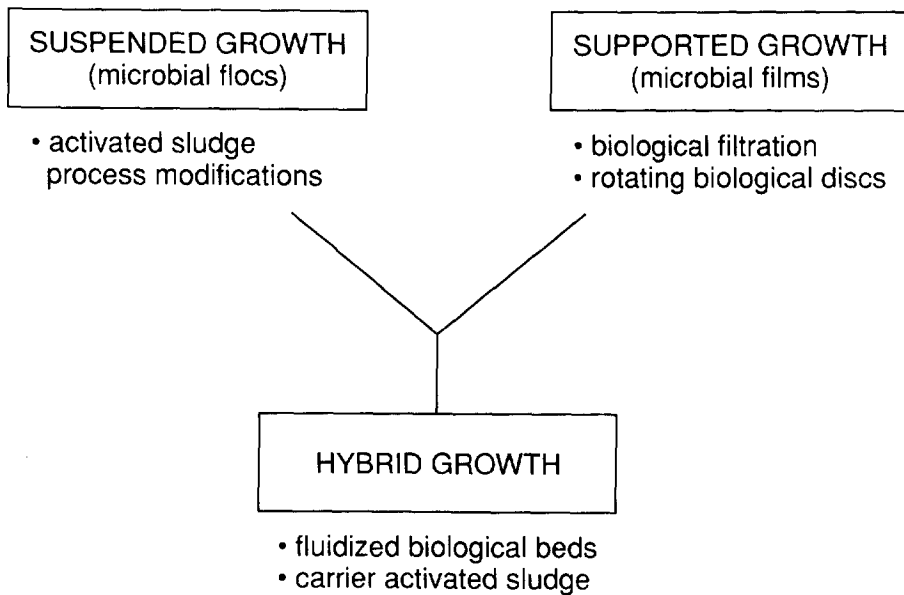 SUSPENDED GROWTH
(microbial flocs)
• activated sludge
process modifications
SUPPORTED GROWTH
(microbial films)
• biological filtration
• rotating biological discs
HYBRID GROWTH
• fluidized biological beds
• carrier activated sludge